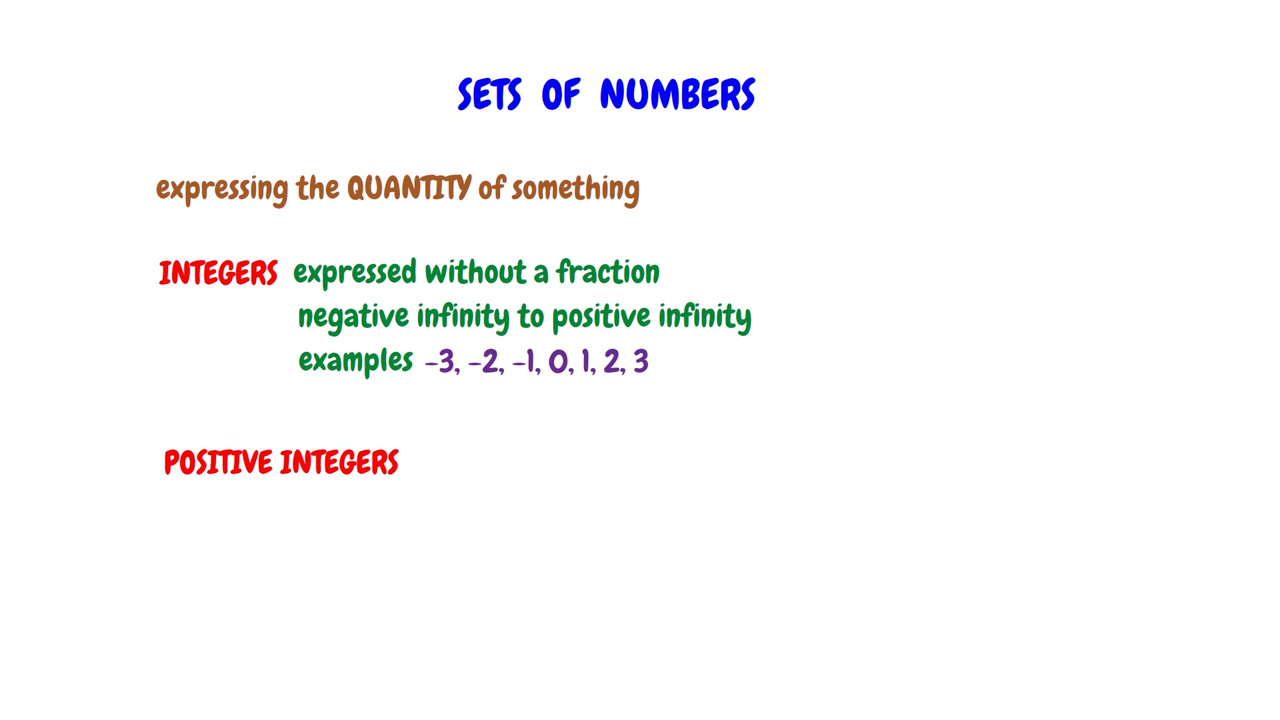 SETS OF NUMBERS
expressing the QUANTITY of something
INTEGERS expressed without a fraction
negative infinity to positive infinity
examples -3, -2, -1, 0, 1, 2, 3
POSITIVE INTEGERS